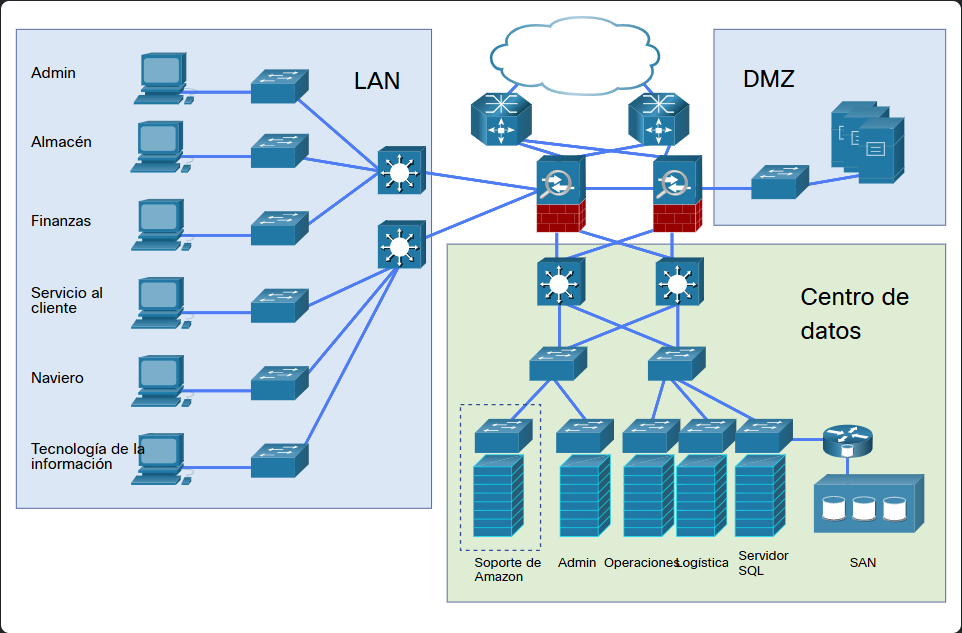 Admin
LAN
DMZ
Almacén
Finanzas
Servicio al
cliente
Centro de
datos
Naviero
Tecnología de la
información
Soporte de
Amazon
Admin
Operaciones
Logística
Servidor
SQL
SAN